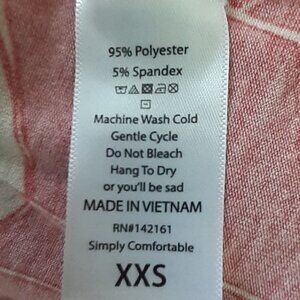 95% Polyester
5% Spandex
Machine Wash Cold
Gentle Cycle
Do Not Bleach
Hang To Dry
or you'll be sad
MADE IN VIETNAM
RN#142161
Simply Comfortable
XXS